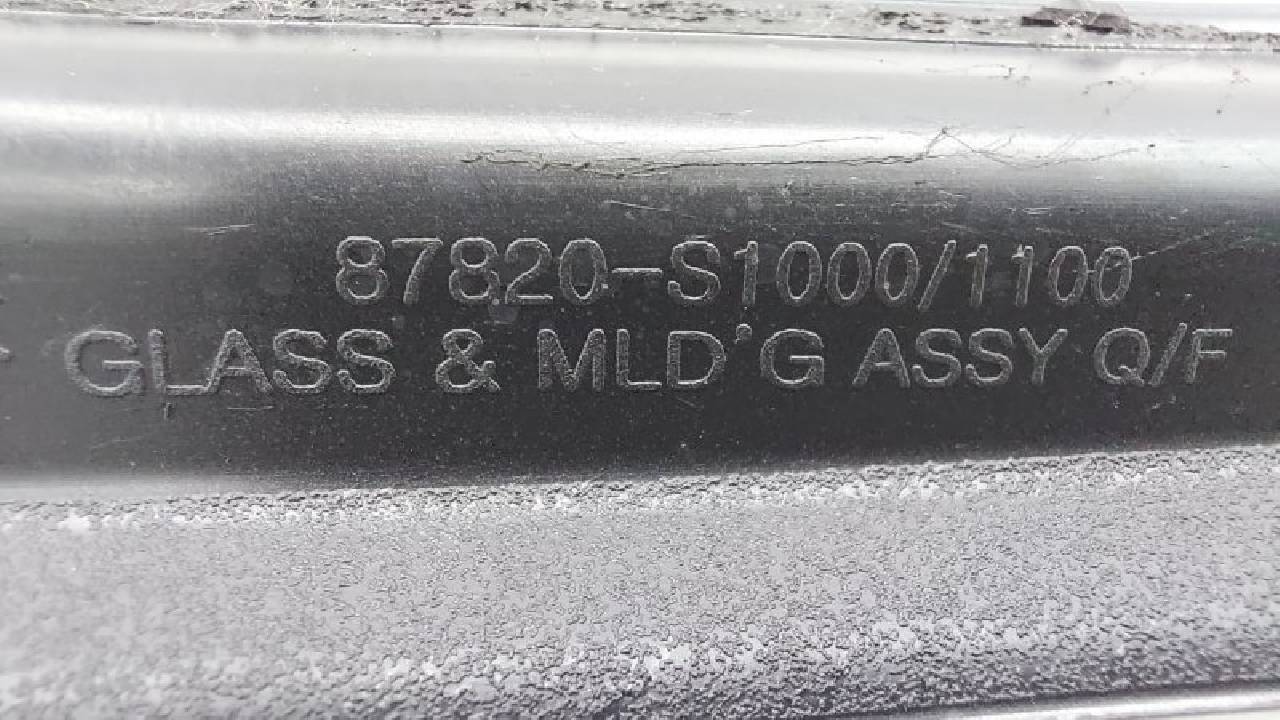 87820-S1000/1100
GLASS & MLD'G ASSY Q/F